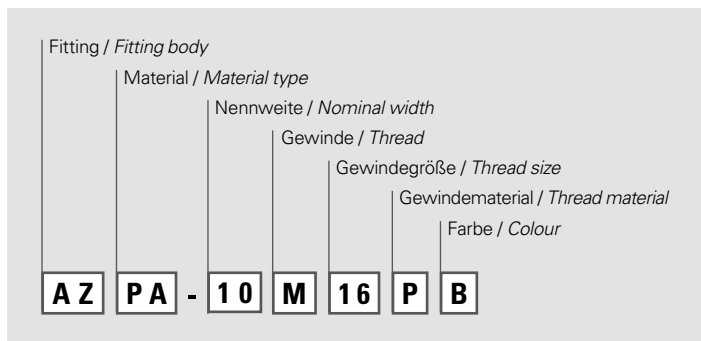 Fitting / Fitting body
Material / Material type
Nennweite / Nominal width
Gewinde / Thread
Gewindegröße / Thread size
Gewindematerial / Thread material
Farbe / Colour
AZ PA - 10 M 16 P B